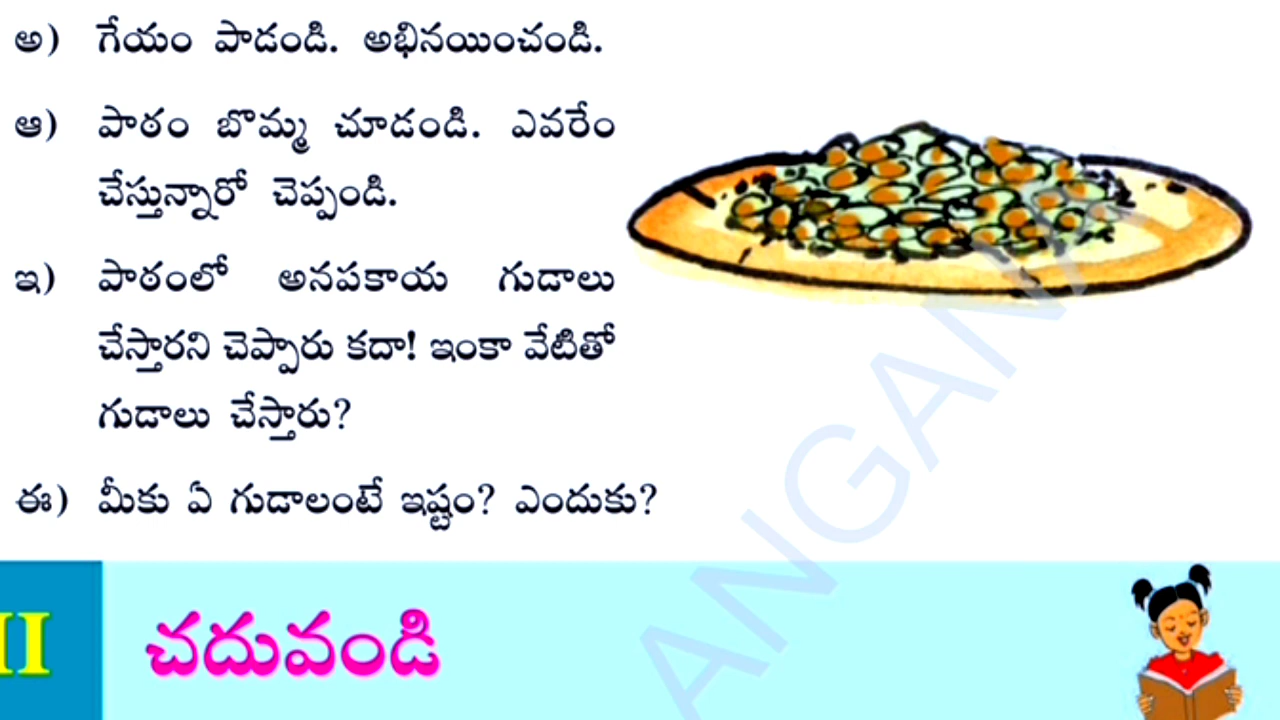 అ) గేయం పాడండి. అభినయించండి.
ఆ) పాఠం బొమ్మ చూడండి. ఎవరేం
చేస్తున్నారో చెప్పండి.
ఇ) పాఠంలో అనపకాయ గుడాలు
చేస్తారని చెప్పారు కదా! ఇంకా వేటితో
గుడాలు చేస్తారు?
ఈ) మీకు ఏ గుడాలంటే ఇష్టం? ఎందుకు?
II చదువండి